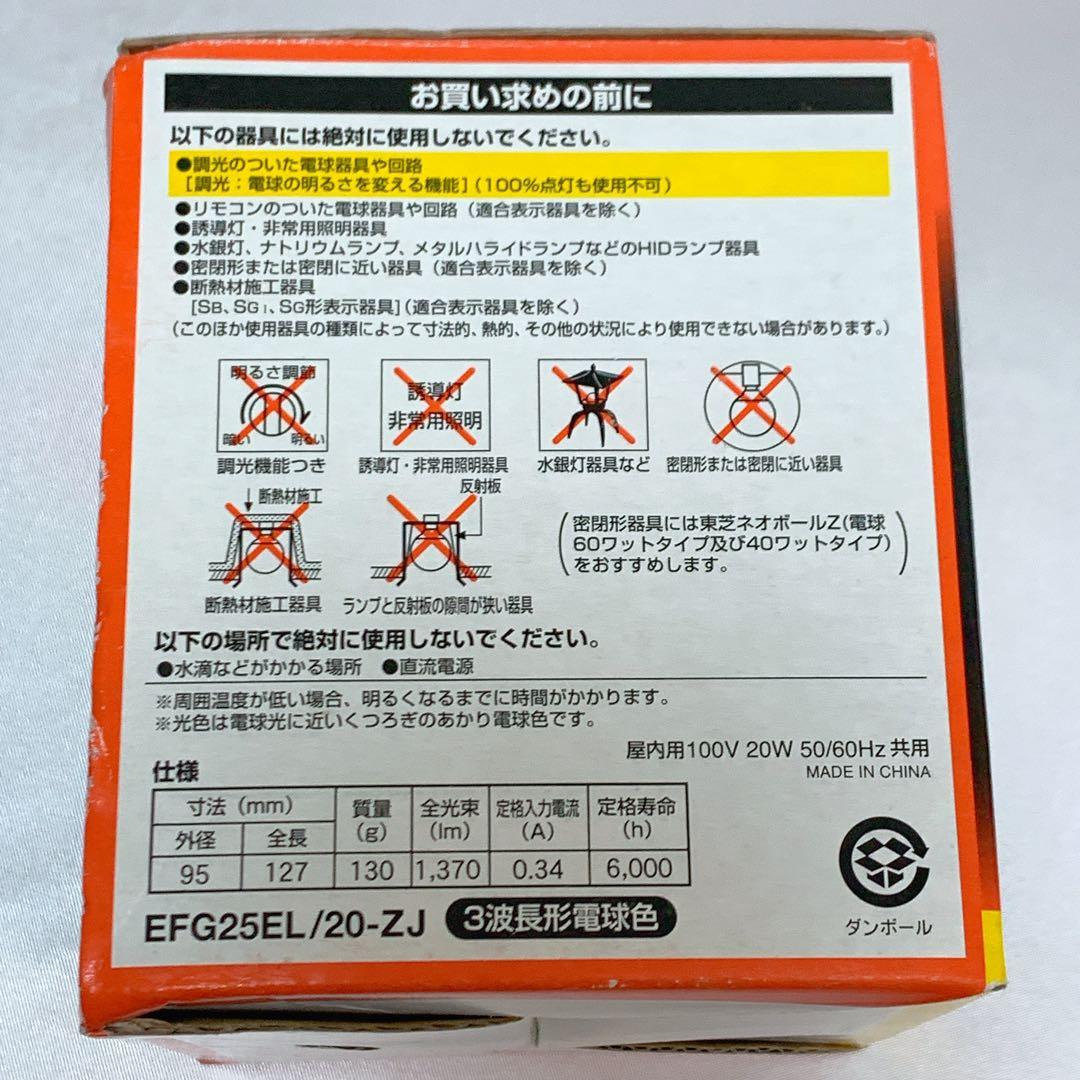 お買い求めの前に
以下の器具には絶対に使用しないでください。
●調光のついた電球器具や回路
[調光：電球の明るさを変える機能]（100%点灯も使用不可）
●リモコンのついた電球器具や回路（適合表示器具を除く）
●誘導灯・非常用照明器具
●水銀灯、ナトリウムランプ、メタルハライドランプなどのHIDランプ器具
●密閉形または密閉に近い器具（適合表示器具を除く）
●断熱材施工器具
[SB、SGI、SG形表示器具]（適合表示器具を除く）
（このほか使用器具の種類によって寸法的、熱的、その他の状況により使用できない場合があります。）
明るさ調節
暗い 明るい
調光機能つき
誘導灯
非常用照明
誘導灯・非常用照明器具
水銀灯器具など
密閉形または密閉に近い器具
断熱材施工
断熱材施工器具
反射板
ランプと反射板の隙間が狭い器具
密閉形器具には東芝ネオボールZ(電球
60ワットタイプ及び40ワットタイプ)
をおすすめします。
以下の場所で絶対に使用しないでください。
●水滴などがかかる場所 ●直流電源
※周囲温度が低い場合、明るくなるまでに時間がかかります。
※光色は電球光に近いくつろぎのあかり電球色です。
屋内用100V 20W 50/60Hz 共用
MADE IN CHINA
仕様
寸法（mm） 質量（g） 全光束（lm） 定格入力電流（A） 定格寿命（h）
外径 全長
95 127 130 1,370 0.34 6,000
EFG25EL/20-ZJ 3波長形電球色
ダンボール